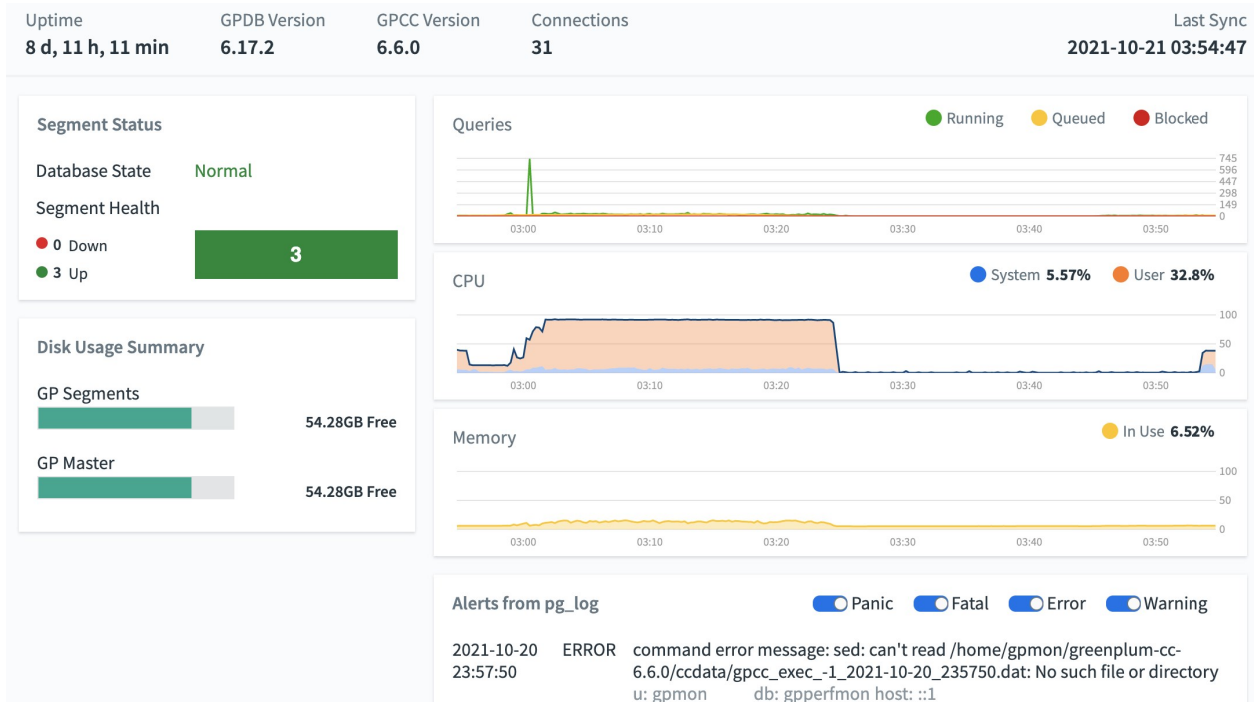 Uptime GPDB Version GPCC Version Connections Last Sync
8 d, 11 h, 11 min 6.17.2 6.6.0 31 2021-10-21 03:54:47
Segment Status
Database State Normal
Segment Health
0 Down
3 Up
3
Disk Usage Summary
GP Segments
54.28GB Free
GP Master
54.28GB Free
Queries Running Queued Blocked
745
596
447
298
149
0
03:00 03:10 03:20 03:30 03:40 03:50
CPU System 5.57% User 32.8%
100
50
0
03:00 03:10 03:20 03:30 03:40 03:50
Memory In Use 6.52%
100
50
0
03:00 03:10 03:20 03:30 03:40 03:50
Alerts from pg_log Panic Fatal Error Warning
2021-10-20 ERROR command error message: sed: can't read /home/gpmon/greenplum-cc-
23:57:50 6.6.0/ccdata/gpcc_exec_-1_2021-10-20_235750.dat: No such file or directory
u: gpmon db: gpperfmon host: ::1